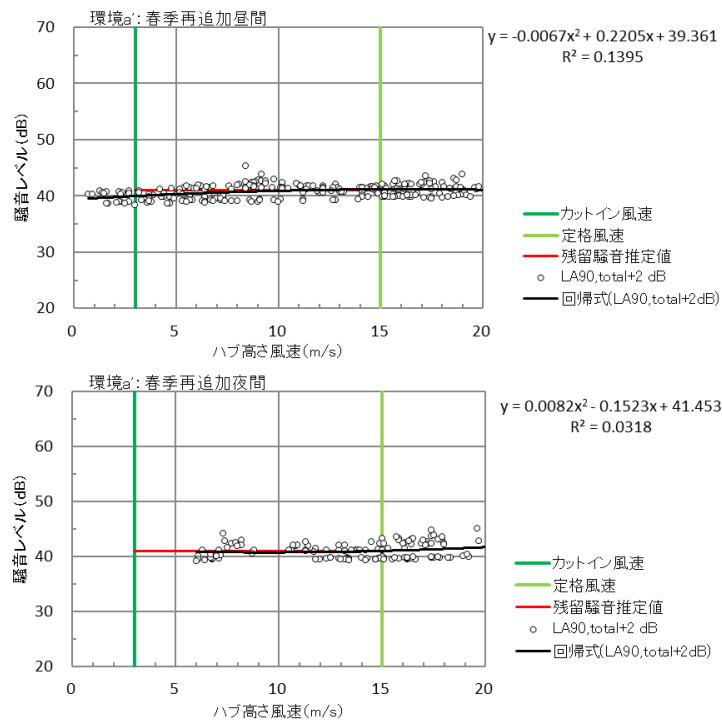 環境a’: 春季再追加昼間
y = -0.0067x² + 0.2205x + 39.361
R² = 0.1395
騒音レベル(dB)
70
60
50
40
30
20
0
5
10
15
20
ハブ高さ風速(m/s)
カットイン風速
定格風速
残留騒音推定値
LA90,total+2 dB
回帰式(LA90,total+2dB)
環境a’: 春季再追加夜間
y = 0.0082x² - 0.1523x + 41.453
R² = 0.0318
騒音レベル(dB)
70
60
50
40
30
20
0
5
10
15
20
ハブ高さ風速(m/s)
カットイン風速
定格風速
残留騒音推定値
LA90,total+2 dB
回帰式(LA90,total+2dB)